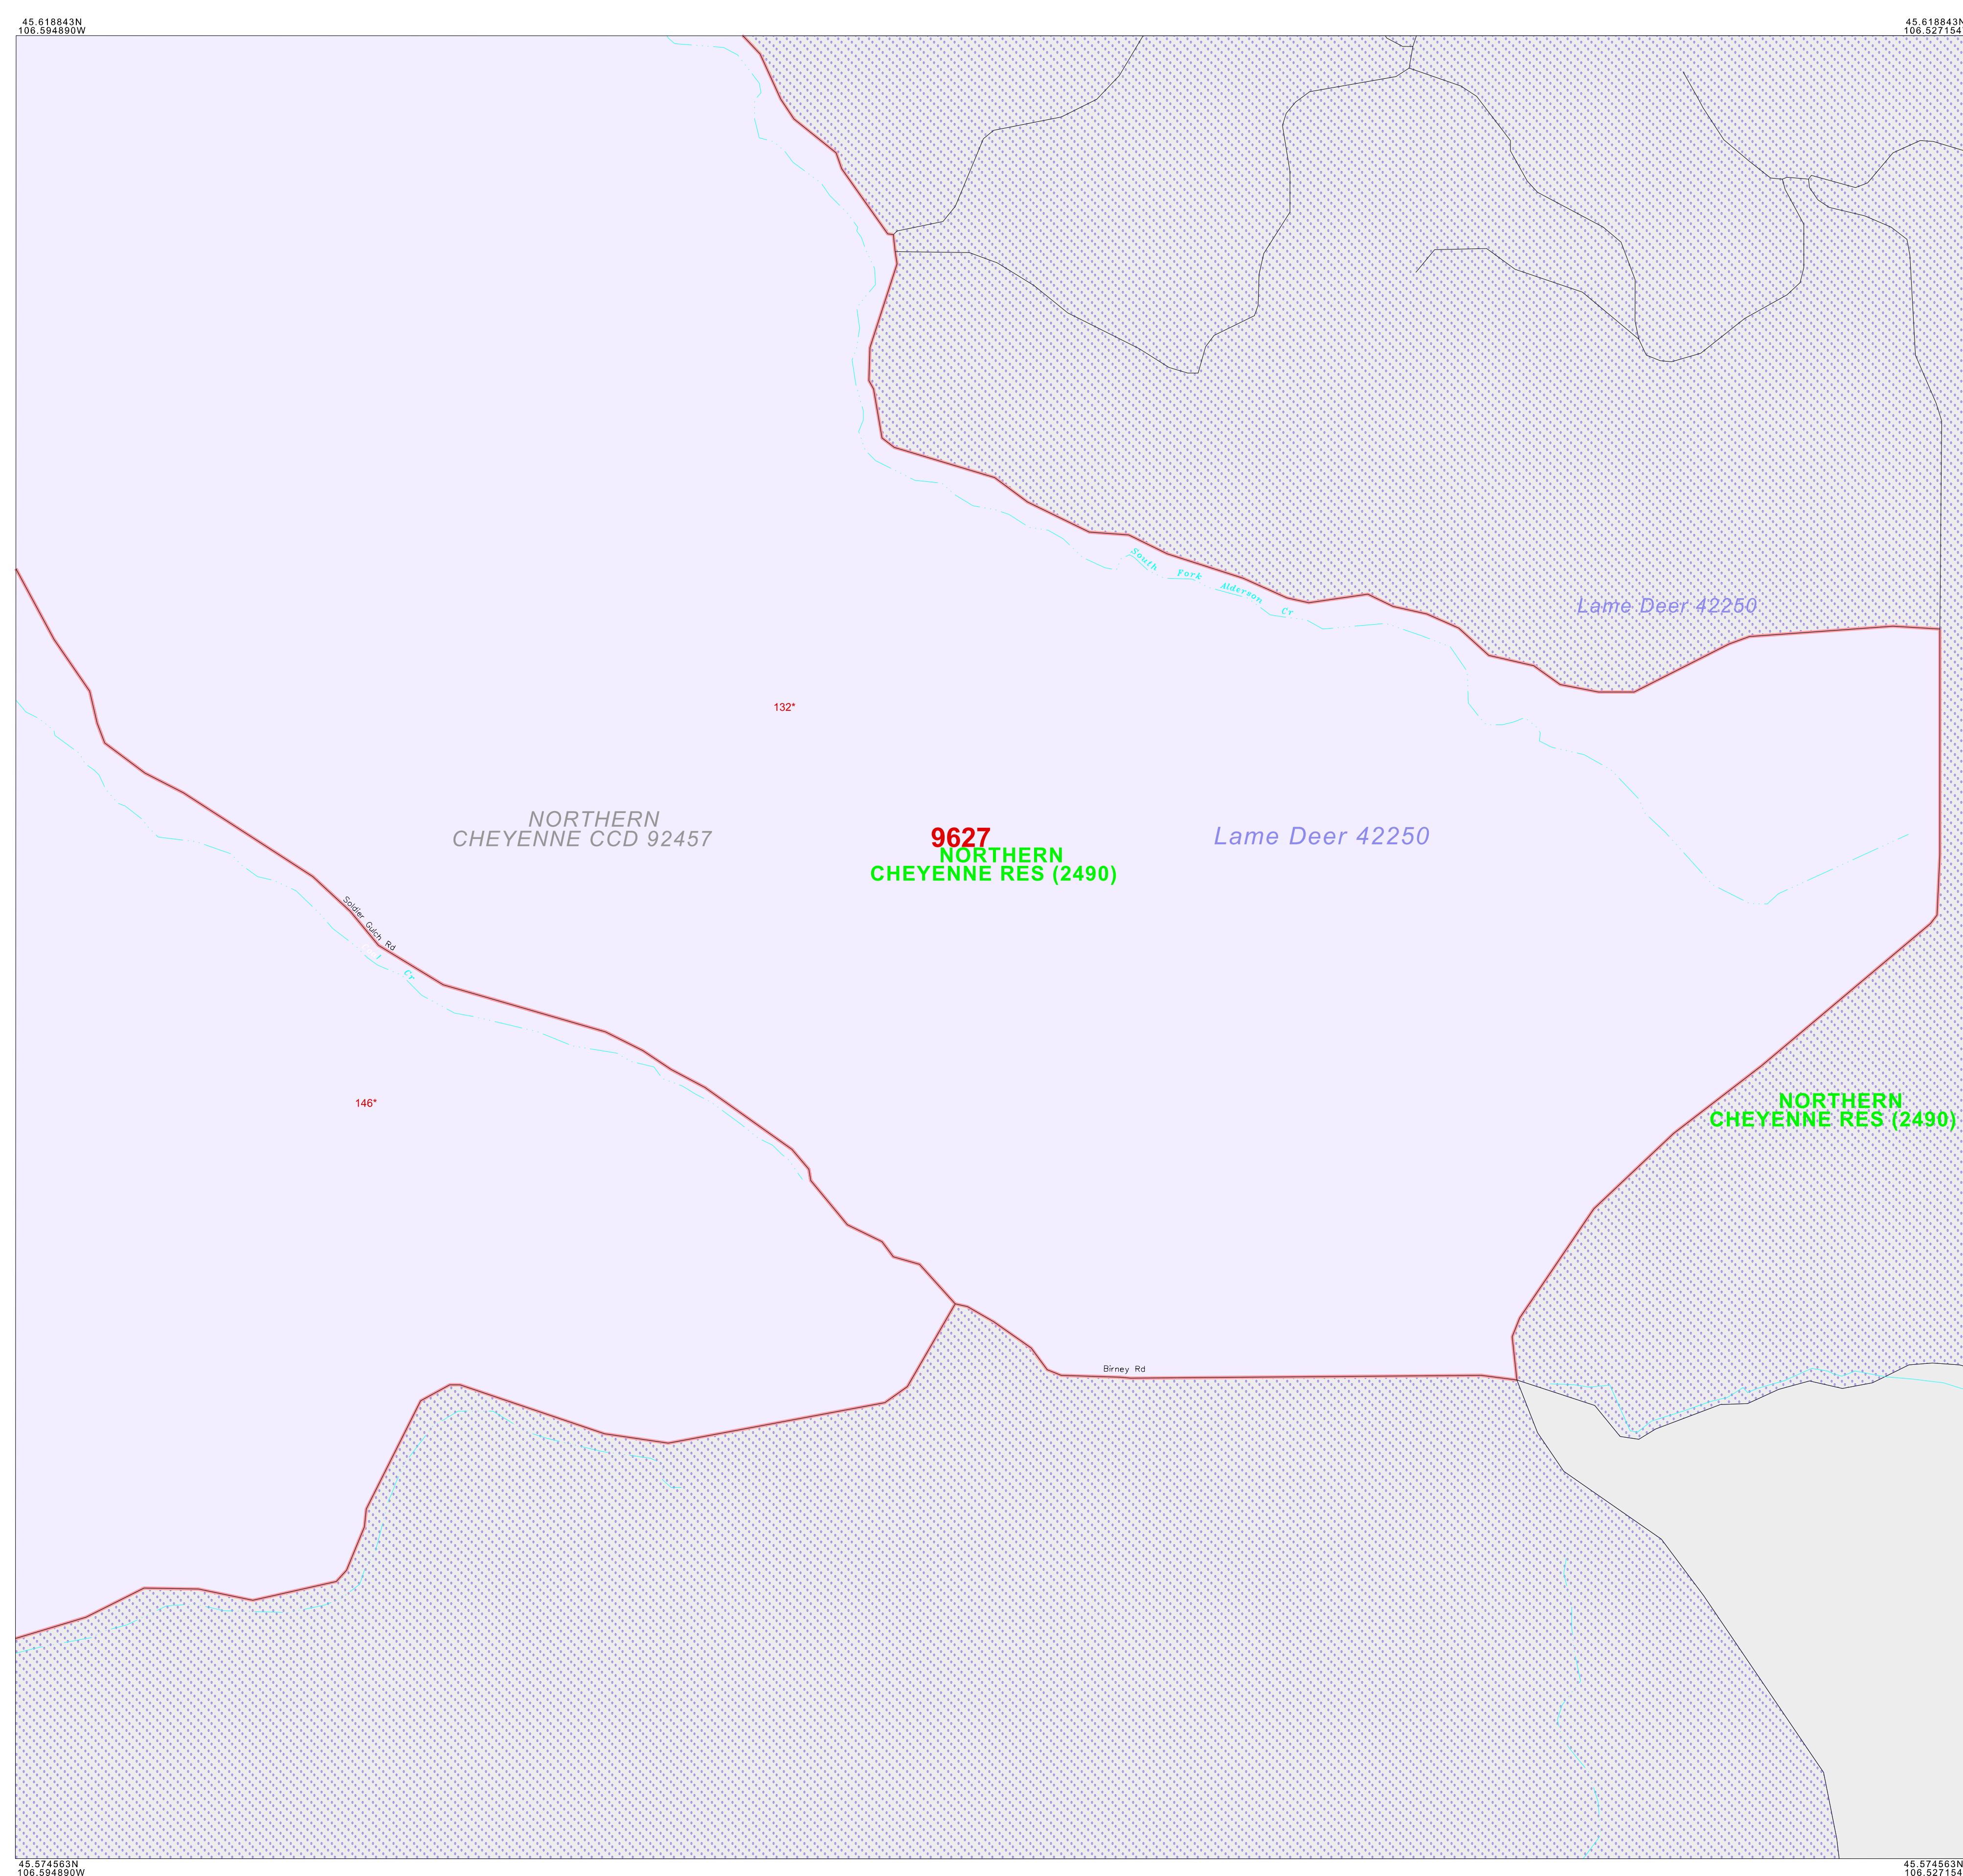 45.618843N
106.594890W
45.618843N
106.527154
South Fork Alderson Cr
Lame Deer 42250
132*
NORTHERN
CHEYENNE CCD 92457
9627
Lame Deer 42250
NORTHERN
CHEYENNE RES (2490)
Soldier Gulch Rd
Cr
146*
NORTHERN
CHEYENNE RES (2490)
Birney Rd
45.574563N
106.594890W
45.574563N
106.527154